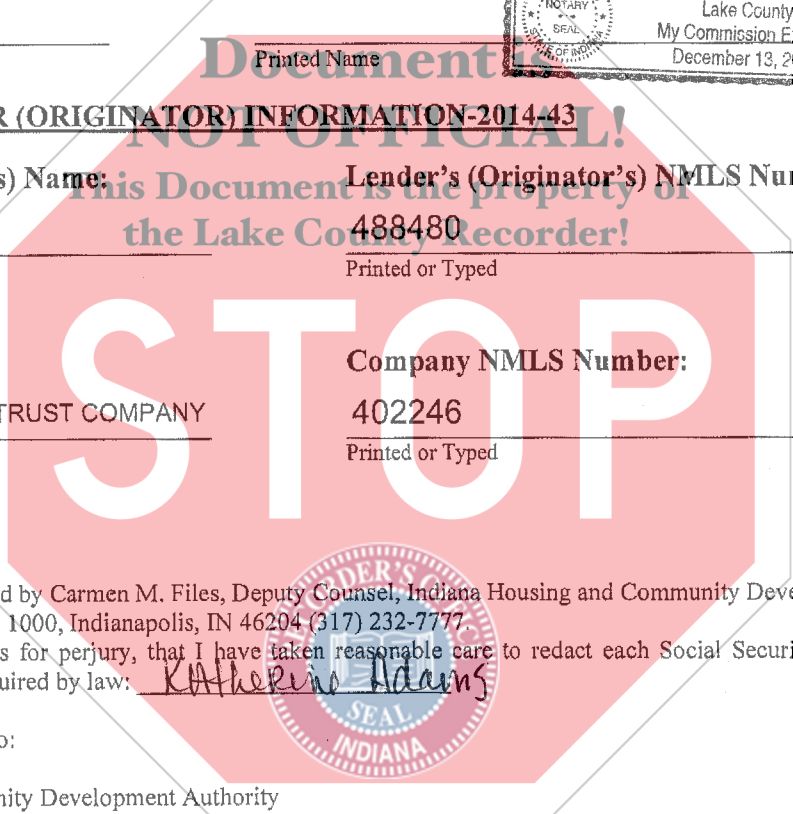 NOTARY
SEAL
STATE OF INDIANA
Lake County
My Commission E
December 13, 2
Document is
Printed Name
R (ORIGINATOR) INFORMATION-2014-43
NOT OFFICIAL!
s) Name:
Lender's (Originator's) NMLS Nu
This Document is the property of
488480
the Lake County Recorder!
Printed or Typed
STOP
Company NMLS Number:
TRUST COMPANY
402246
Printed or Typed
d by Carmen M. Files, Deputy Counsel, Indiana Housing and Community Deve
1000, Indianapolis, IN 46204 (317) 232-7777.
s for perjury, that I have taken reasonable care to redact each Social Securi
uired by law: Katherine Adams
SEAL
INDIANA
o:
nity Development Authority